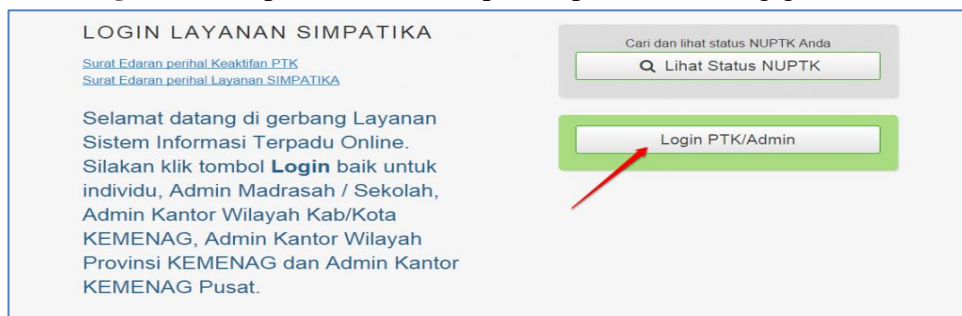 LOGIN LAYANAN SIMPATIKA
Surat Edaran perihal Keaktifan PTK
Surat Edaran perihal Layanan SIMPATIKA
Selamat datang di gerbang Layanan
Sistem Informasi Terpadu Online.
Silakan klik tombol Login baik untuk
individu, Admin Madrasah / Sekolah,
Admin Kantor Wilayah Kab/Kota
KEMENAG, Admin Kantor Wilayah
Provinsi KEMENAG dan Admin Kantor
KEMENAG Pusat.
Cari dan lihat status NUPTK Anda
Lihat Status NUPTK
Login PTK/Admin